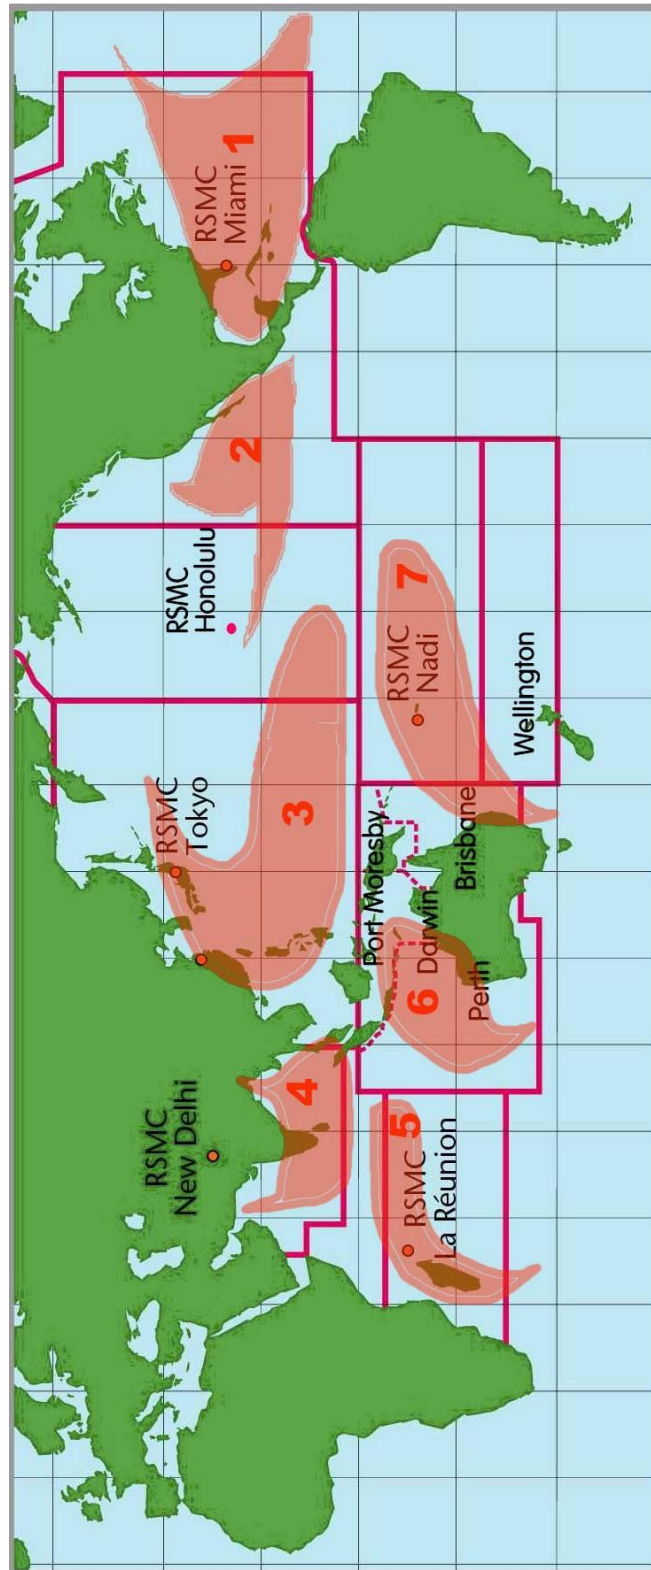 RSMC
La Réunion
5
RSMC
New Delhi
4
6
Perth
Darwin
Port Moresby
Brisbane
RSMC
Tokyo
3
RSMC
Nadi
7
Wellington
RSMC
Honolulu
2
RSMC
Miami
1